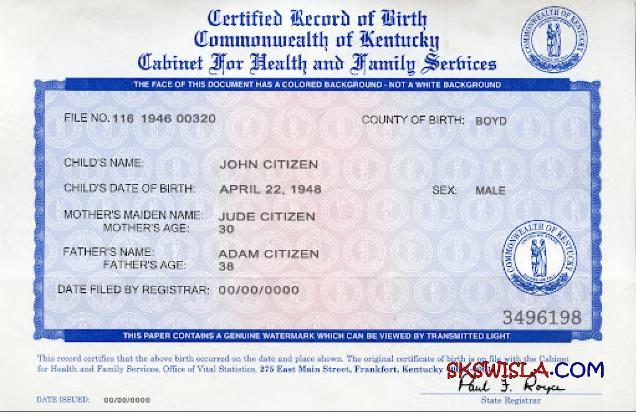 Certified Record of Birth
Commonwealth of Kentucky
Cabinet For Health and Family Services
COMMONWEALTH OF KENTUCKY
THE FACE OF THIS DOCUMENT HAS A COLORED BACKGROUND - NOT A WHITE BACKGROUND
FILE NO. 116 1946 00320 COUNTY OF BIRTH: BOYD
CHILD'S NAME: JOHN CITIZEN
CHILD'S DATE OF BIRTH: APRIL 22, 1948 SEX: MALE
MOTHER'S MAIDEN NAME: JUDE CITIZEN
MOTHER'S AGE: 30
FATHER'S NAME: ADAM CITIZEN
FATHER'S AGE: 38
DATE FILED BY REGISTRAR: 00/00/0000
COMMONWEALTH OF KENTUCKY
3496198
THIS PAPER CONTAINS A GENUINE WATERMARK WHICH CAN BE VIEWED BY TRANSMITTED LIGHT.
This record certifies that the above birth occurred on the date and place shown. The original certificate of birth is on file with the Cabinet
for Health and Family Services, Office of Vital Statistics, 275 East Main Street, Frankfort, Kentucky
SKSWISLA.COM
Paul F. Royce
State Registrar
DATE ISSUED: 00/00/0000